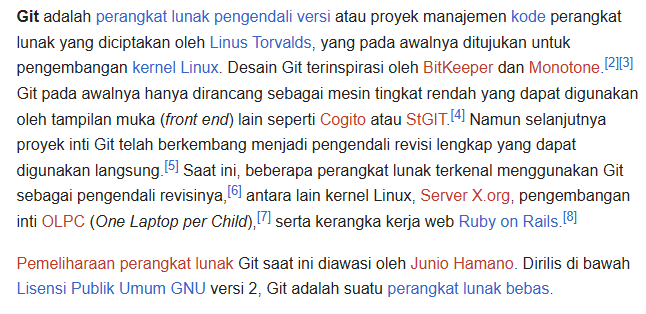 Git adalah perangkat lunak pengendali versi atau proyek manajemen kode perangkat
lunak yang diciptakan oleh Linus Torvalds, yang pada awalnya ditujukan untuk
pengembangan kernel Linux. Desain Git terinspirasi oleh BitKeeper dan Monotone.[2][3]
Git pada awalnya hanya dirancang sebagai mesin tingkat rendah yang dapat digunakan
oleh tampilan muka (front end) lain seperti Cogito atau StGIT.[4] Namun selanjutnya
proyek inti Git telah berkembang menjadi pengendali revisi lengkap yang dapat
digunakan langsung.[5] Saat ini, beberapa perangkat lunak terkenal menggunakan Git
sebagai pengendali revisinya,[6] antara lain kernel Linux, Server X.org, pengembangan
inti OLPC (One Laptop per Child),[7] serta kerangka kerja web Ruby on Rails.[8]
Pemeliharaan perangkat lunak Git saat ini diawasi oleh Junio Hamano. Dirilis di bawah
Lisensi Publik Umum GNU versi 2, Git adalah suatu perangkat lunak bebas.